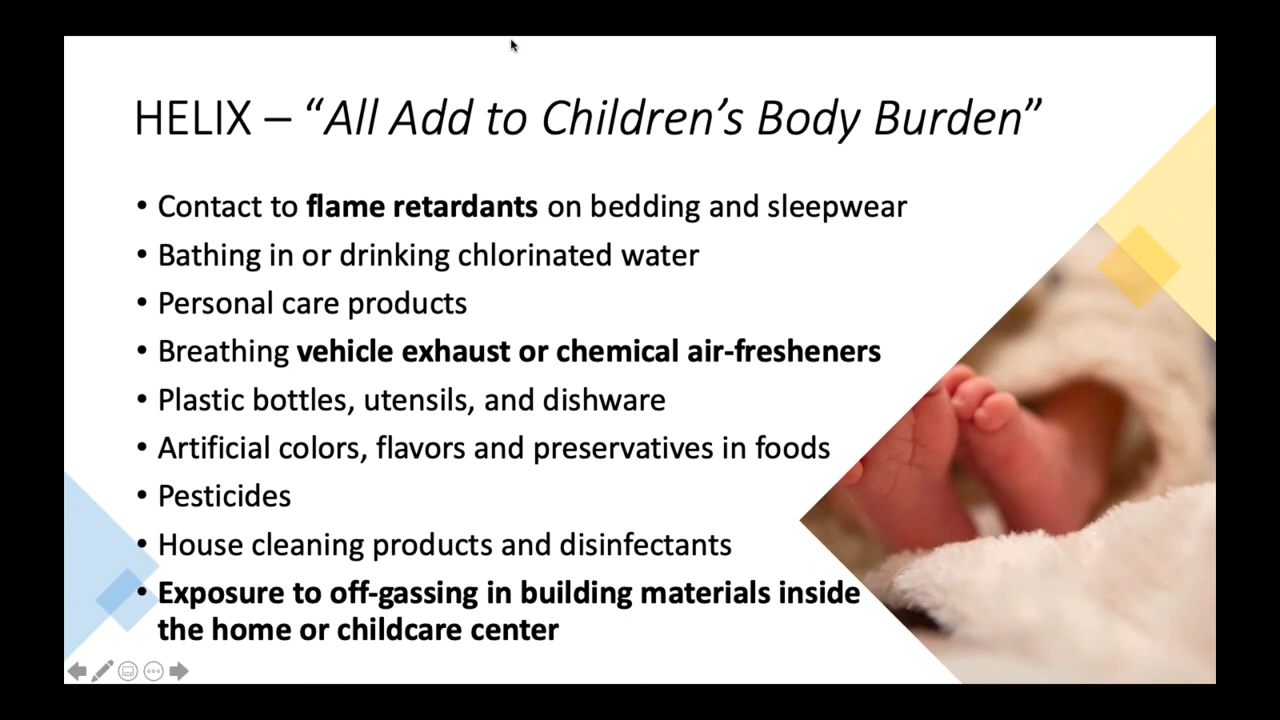 HELIX – “All Add to Children’s Body Burden”
• Contact to flame retardants on bedding and sleepwear
• Bathing in or drinking chlorinated water
• Personal care products
• Breathing vehicle exhaust or chemical air-fresheners
• Plastic bottles, utensils, and dishware
• Artificial colors, flavors and preservatives in foods
• Pesticides
• House cleaning products and disinfectants
• Exposure to off-gassing in building materials inside
the home or childcare center